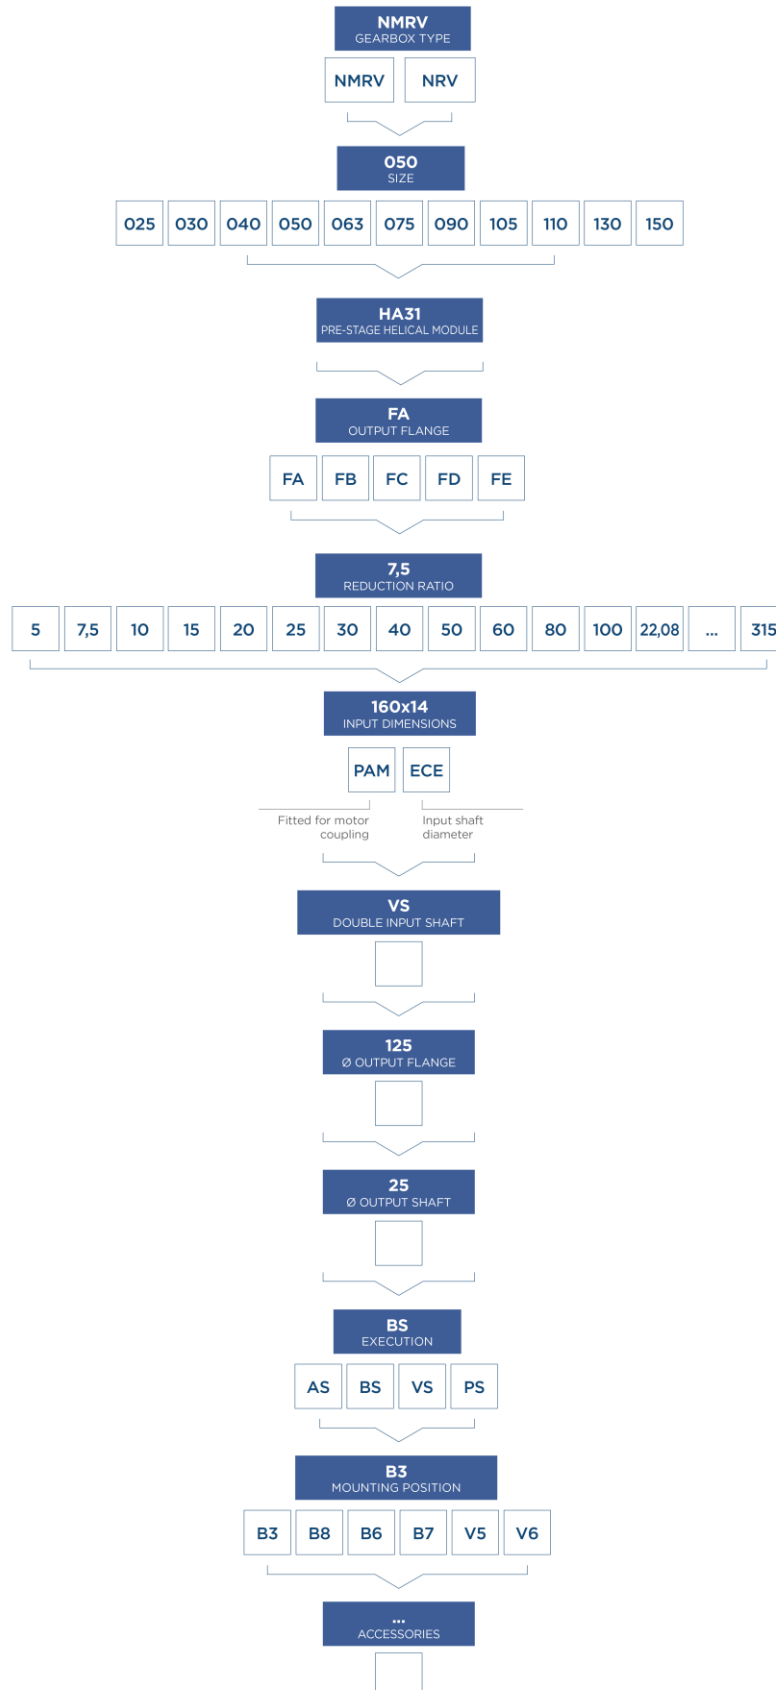 NMRV
GEARBOX TYPE
NMRV NRV
050
SIZE
025 030 040 050 063 075 090 105 110 130 150
HA31
PRE-STAGE HELICAL MODULE
FA
OUTPUT FLANGE
FA FB FC FD FE
7,5
REDUCTION RATIO
5 7,5 10 15 20 25 30 40 50 60 80 100 22,08 ... 315
160x14
INPUT DIMENSIONS
PAM ECE
Fitted for motor coupling
Input shaft diameter
VS
DOUBLE INPUT SHAFT
125
Ø OUTPUT FLANGE
25
Ø OUTPUT SHAFT
BS
EXECUTION
AS BS VS PS
B3
MOUNTING POSITION
B3 B8 B6 B7 V5 V6
...
ACCESSORIES